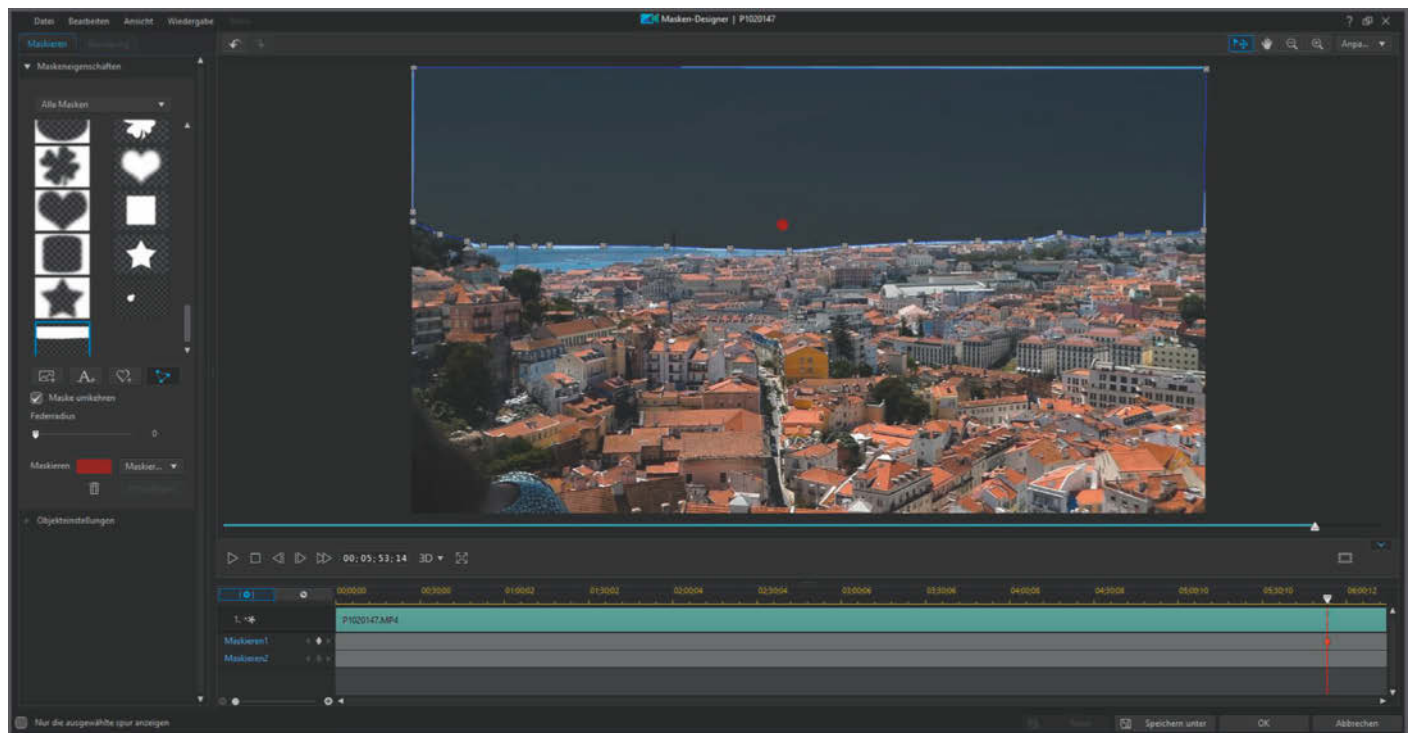 Datei Bearbeiten Ansicht Wiedergabe
Masken-Designer | P1020147
Maskieren
Anpa...
Maskeneigenschaften
Alle Masken
Maske umkehren
Federradius
0
Maskieren Maskier...
Objekteinstellungen
00;05;53;14 3D
1.
P1020147.MP4
Maskieren1
Maskieren2
Nur die ausgewählte spur anzeigen
Speichern unter OK Abbrechen